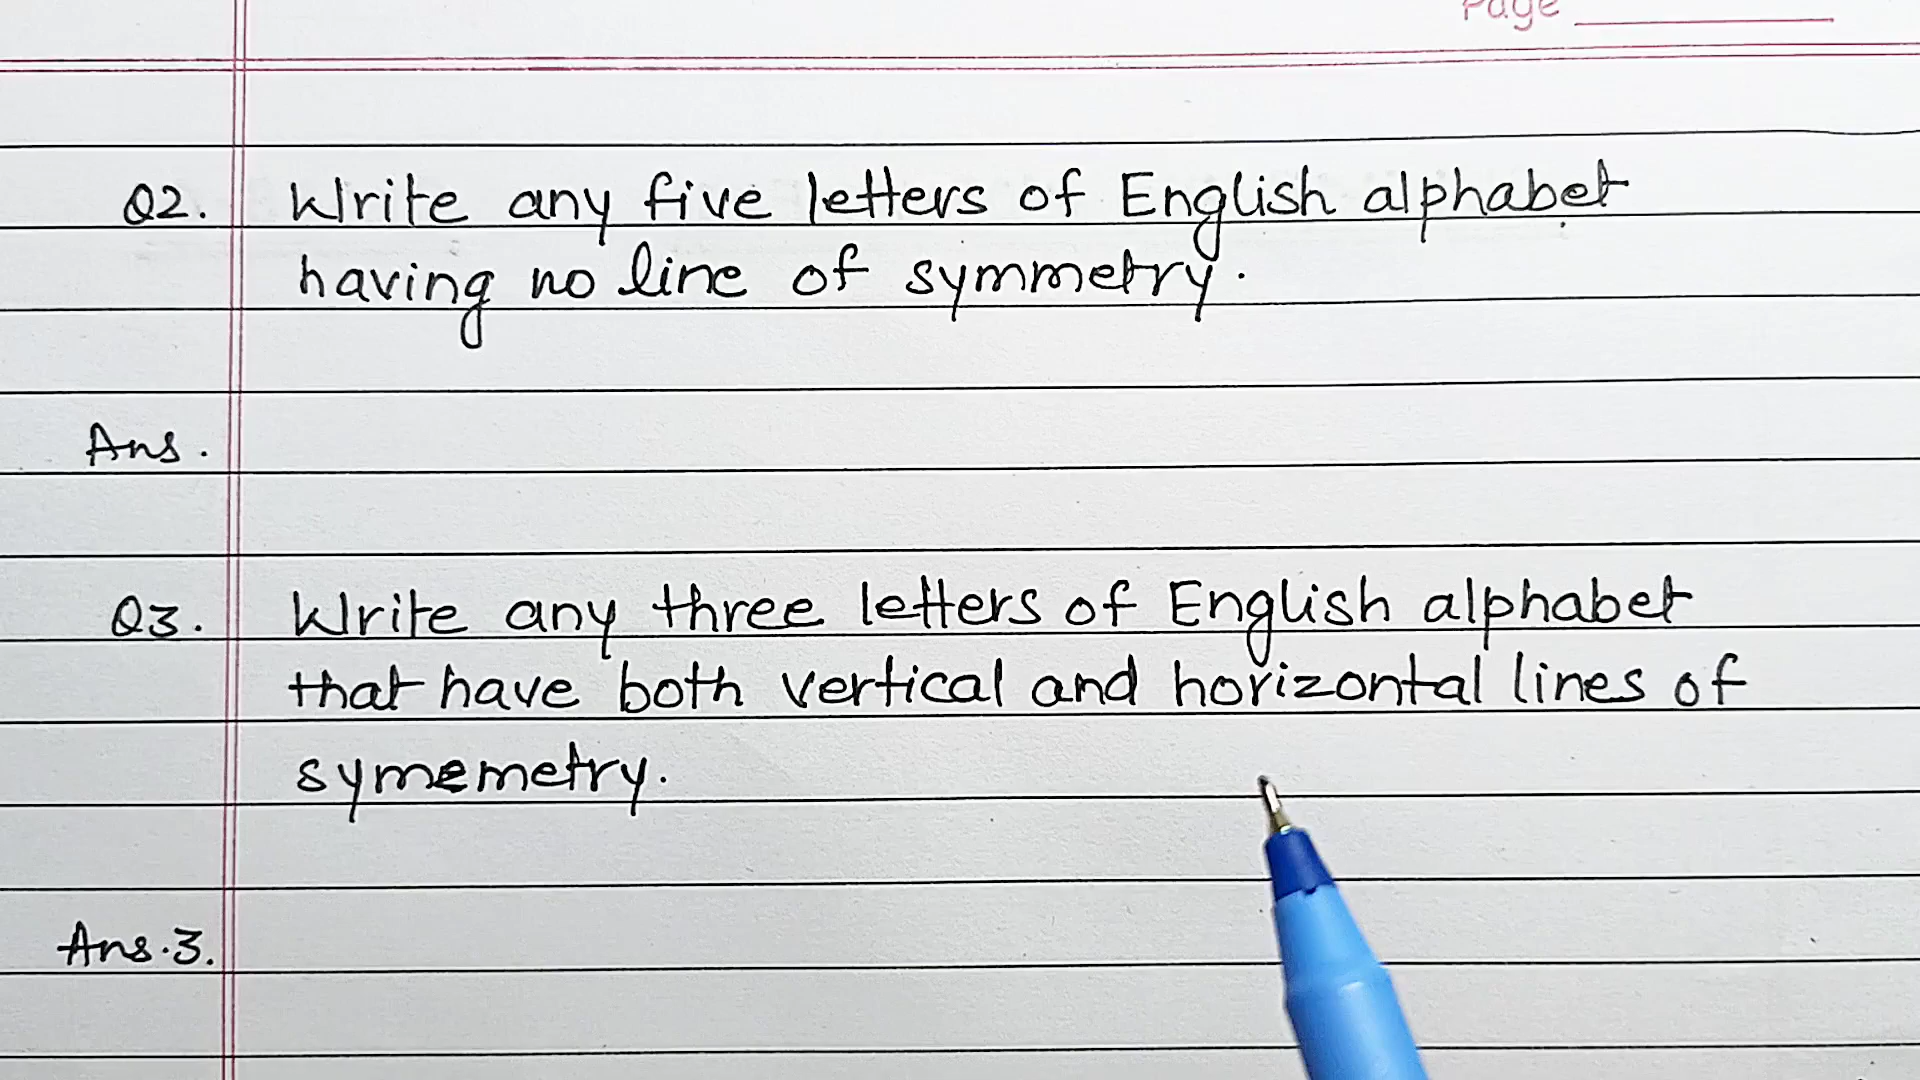 Page
Q2. Write any five letters of English alphabet
having no line of symmetry.
Ans.
Q3. Write any three letters of English alphabet
that have both vertical and horizontal lines of
symemetry.
Ans.3.